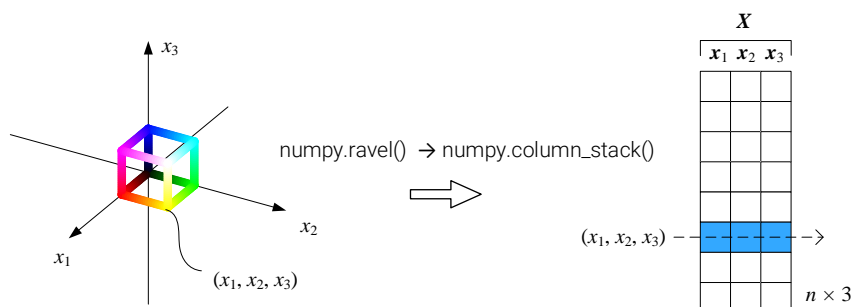 x3
x2
x1
(x1, x2, x3)
numpy.ravel() → numpy.column_stack()
X
x1 x2 x3
(x1, x2, x3)
n × 3